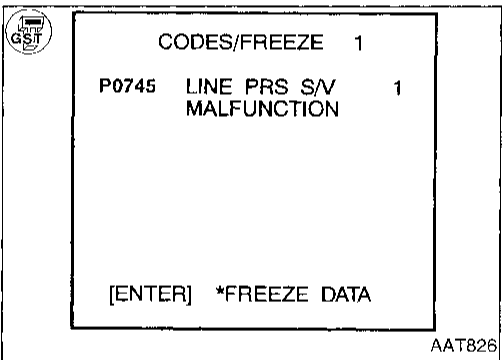 GST
CODES/FREEZE 1
P0745 LINE PRS S/V 1
MALFUNCTION
[ENTER] *FREEZE DATA
AAT826